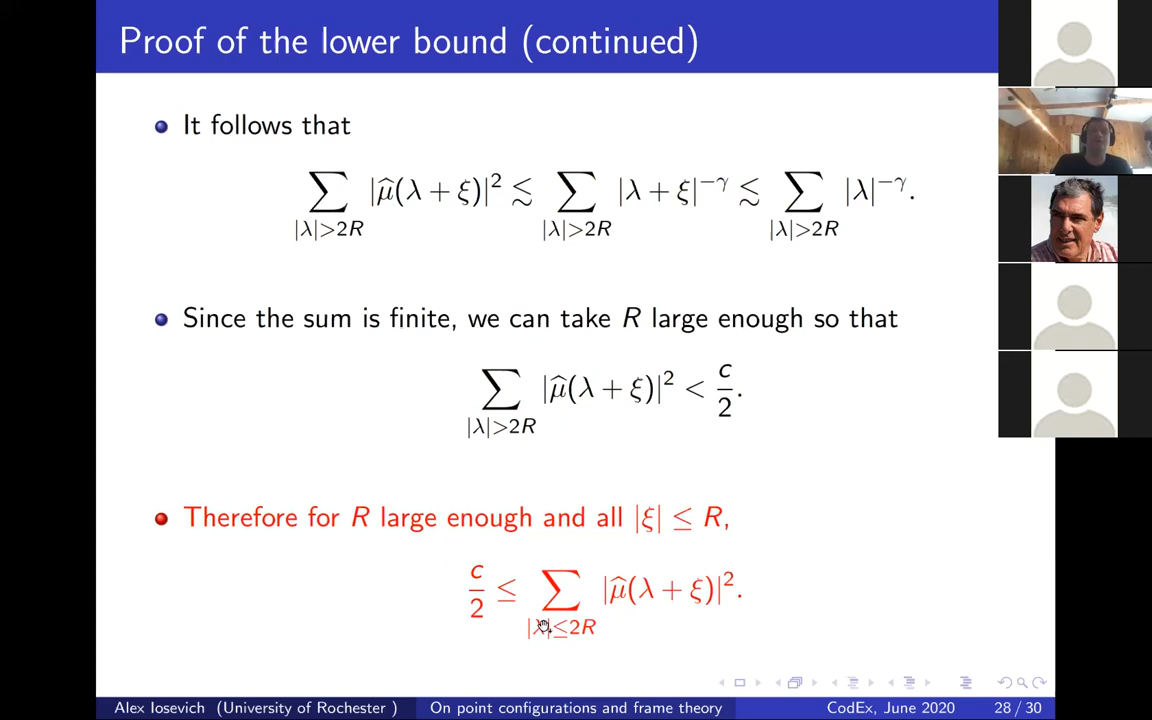 Proof of the lower bound (continued)
It follows that
∑_{|λ|>2R} |μ̂(λ + ξ)|² ≲ ∑_{|λ|>2R} |λ + ξ|^{−γ} ≲ ∑_{|λ|>2R} |λ|^{−γ}.
Since the sum is finite, we can take R large enough so that
∑_{|λ|>2R} |μ̂(λ + ξ)|² < c/2.
Therefore for R large enough and all |ξ| ≤ R,
c/2 ≤ ∑_{|λ|≤2R} |μ̂(λ + ξ)|².
Alex Iosevich (University of Rochester ) On point configurations and frame theory CodEx, June 2020 28 / 30